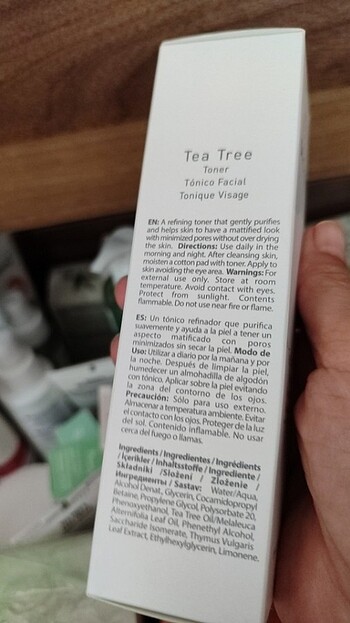 Tea Tree
Toner
Tónico Facial
Tonique Visage
EN: A refining toner that gently purifies
and helps skin to have a mattified look
with minimized pores without over drying
the skin. Directions: Use daily in the
morning and night. After cleansing skin,
moisten a cotton pad with toner. Apply to
skin avoiding the eye area. Warnings: For
external use only. Store at room
temperature. Avoid contact with eyes.
Protect from sunlight. Contents
flammable. Do not use near fire or flame.
ES: Un tónico refinador que purifica
suavemente y ayuda a la piel a tener un
aspecto matificado con poros
minimizados sin secar la piel. Modo de
Uso: Utilizar a diario por la mañana y por
la noche. Después de limpiar la piel,
humedecer un almohadilla de algodón
con tónico. Aplicar sobre la piel evitando
la zona del contorno de los ojos.
Precaución: Sólo para uso externo.
Almacenar a temperatura ambiente. Evitar
el contacto con los ojos. Proteger de la luz
del sol. Contenido inflamable. No usar
cerca del fuego o llamas.
Ingredients / Ingredientes / Ingrédients
/ İçerikler / Inhaltsstoffe / Ingrediente /
Składniki /Složení / Zloženie /
Ингредиенты / Sastav: Water/Aqua,
Alcohol Denat., Glycerin, Cocamidopropyl
Betaine, Propylene Glycol, Polysorbate 20,
Phenoxyethanol, Tea Tree Oil/Melaleuca
Alternifolia Leaf Oil, Phenethyl Alcohol,
Saccharide Isomerate, Thymus Vulgaris
Leaf Extract, Ethylhexylglycerin, Limonene.